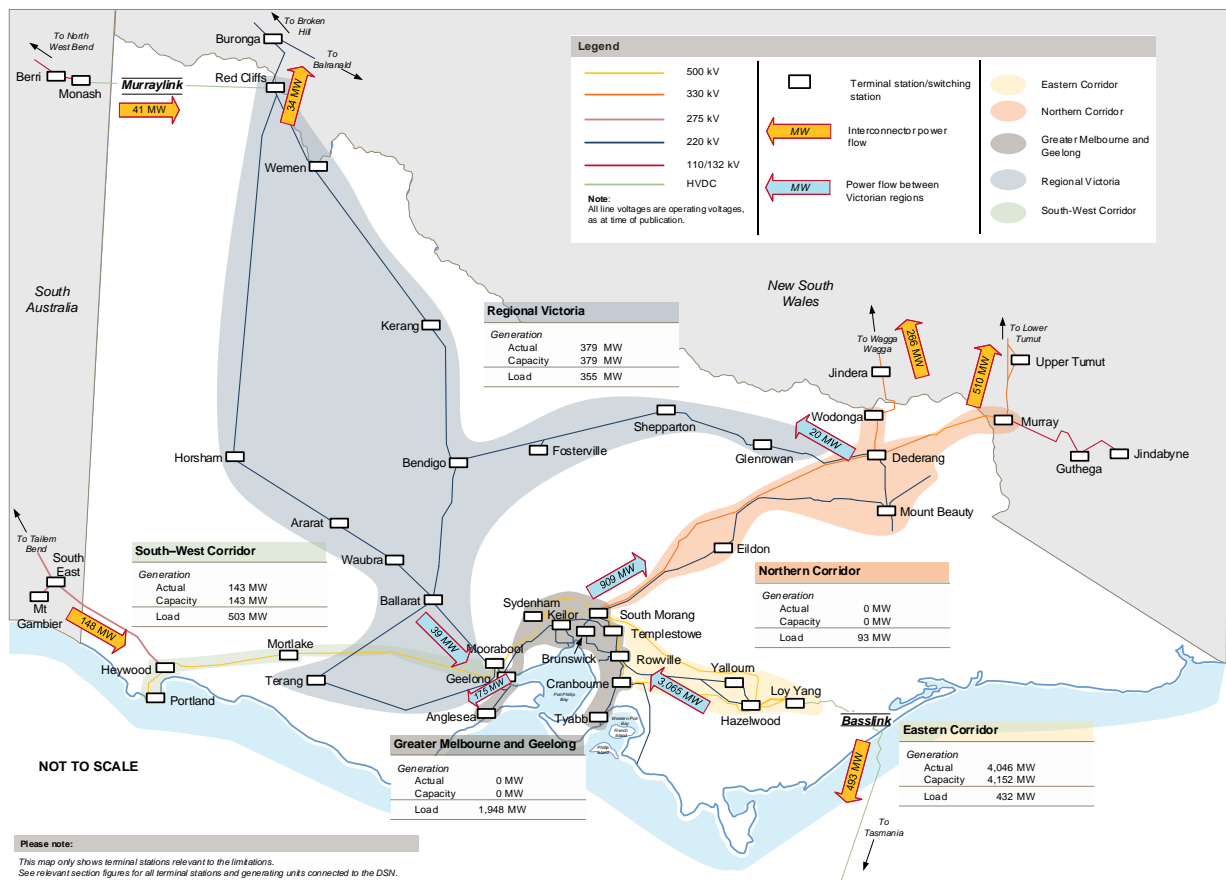 To Broken
Hill
Buronga
To North
West Bend
To
Balranald
Berri
Monash
Murraylink
41 MW
Red Cliffs
34 MW
Wemen
Legend
500 kV
330 kV
275 kV
220 kV
110/132 kV
HVDC
Note:
All line voltages are operating voltages,
as at time of publication.
Terminal station/switching
station
MW
Interconnector power
flow
MW
Power flow between
Victorian regions
Eastern Corridor
Northern Corridor
Greater Melbourne and
Geelong
Regional Victoria
South-West Corridor
South
Australia
New South
Wales
Kerang
Regional Victoria
Generation
Actual 379 MW
Capacity 379 MW
Load 355 MW
To Wagga
Wagga
266 MW
To Lower
Tumut
Jindera
510 MW
Upper Tumut
Wodonga
Murray
Shepparton
20 MW
Horsham
Bendigo
Fosterville
Glenrowan
Dederang
Guthega
Jindabyne
Ararat
Mount Beauty
To Tailem
Bend
South
East
Mt
Gambier
148 MW
South–West Corridor
Generation
Actual 143 MW
Capacity 143 MW
Load 503 MW
Waubra
Eildon
Ballarat
909 MW
Northern Corridor
Generation
Actual 0 MW
Capacity 0 MW
Load 93 MW
Sydenham
Keilor
South Morang
Templestowe
39 MW
Mortlake
Moorabool
Brunswick
Rowville
Heywood
Terang
Geelong
175 MW
Cranbourne
3,065 MW
Yallourn
Loy Yang
Portland
Anglesea
Port Phillip
Bay
Tyabb
Western Port
Bay
French
Island
Phillip
Island
Hazelwood
Basslink
493 MW
Greater Melbourne and Geelong
Generation
Actual 0 MW
Capacity 0 MW
Load 1,948 MW
Eastern Corridor
Generation
Actual 4,046 MW
Capacity 4,152 MW
Load 432 MW
NOT TO SCALE
To
Tasmania
Please note:
This map only shows terminal stations relevant to the limitations.
See relevant section figures for all terminal stations and generating units connected to the DSN.